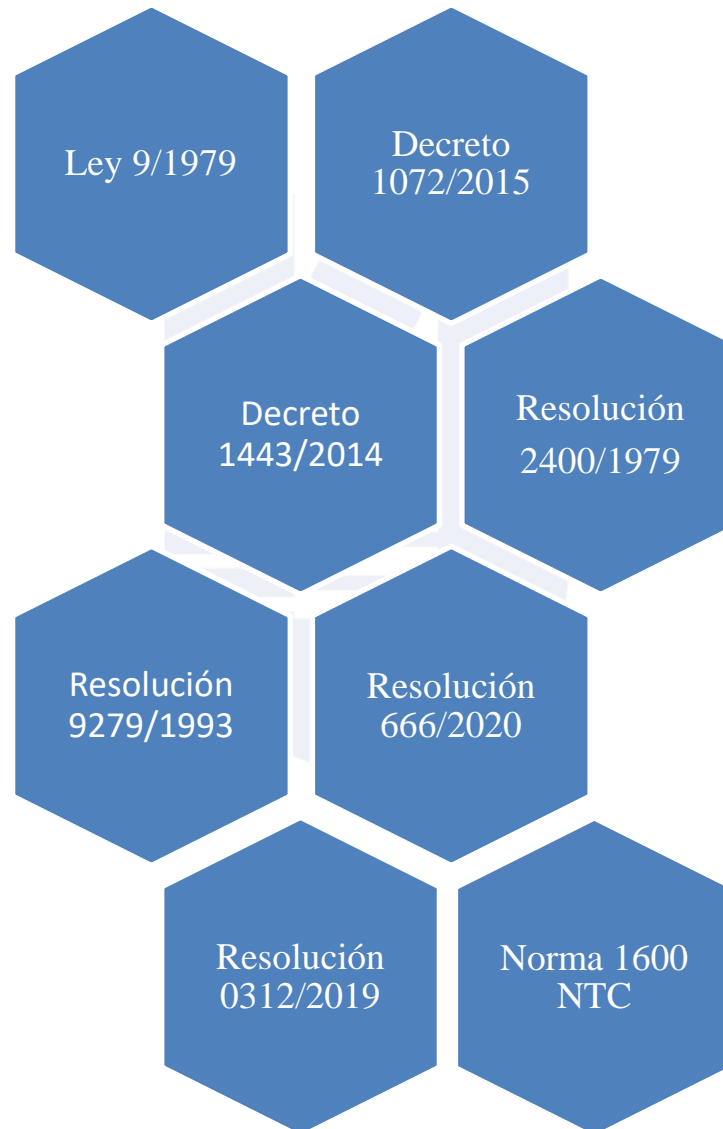 Ley 9/1979
Decreto
1072/2015
Decreto
1443/2014
Resolución
2400/1979
Resolución
9279/1993
Resolución
666/2020
Resolución
0312/2019
Norma 1600
NTC